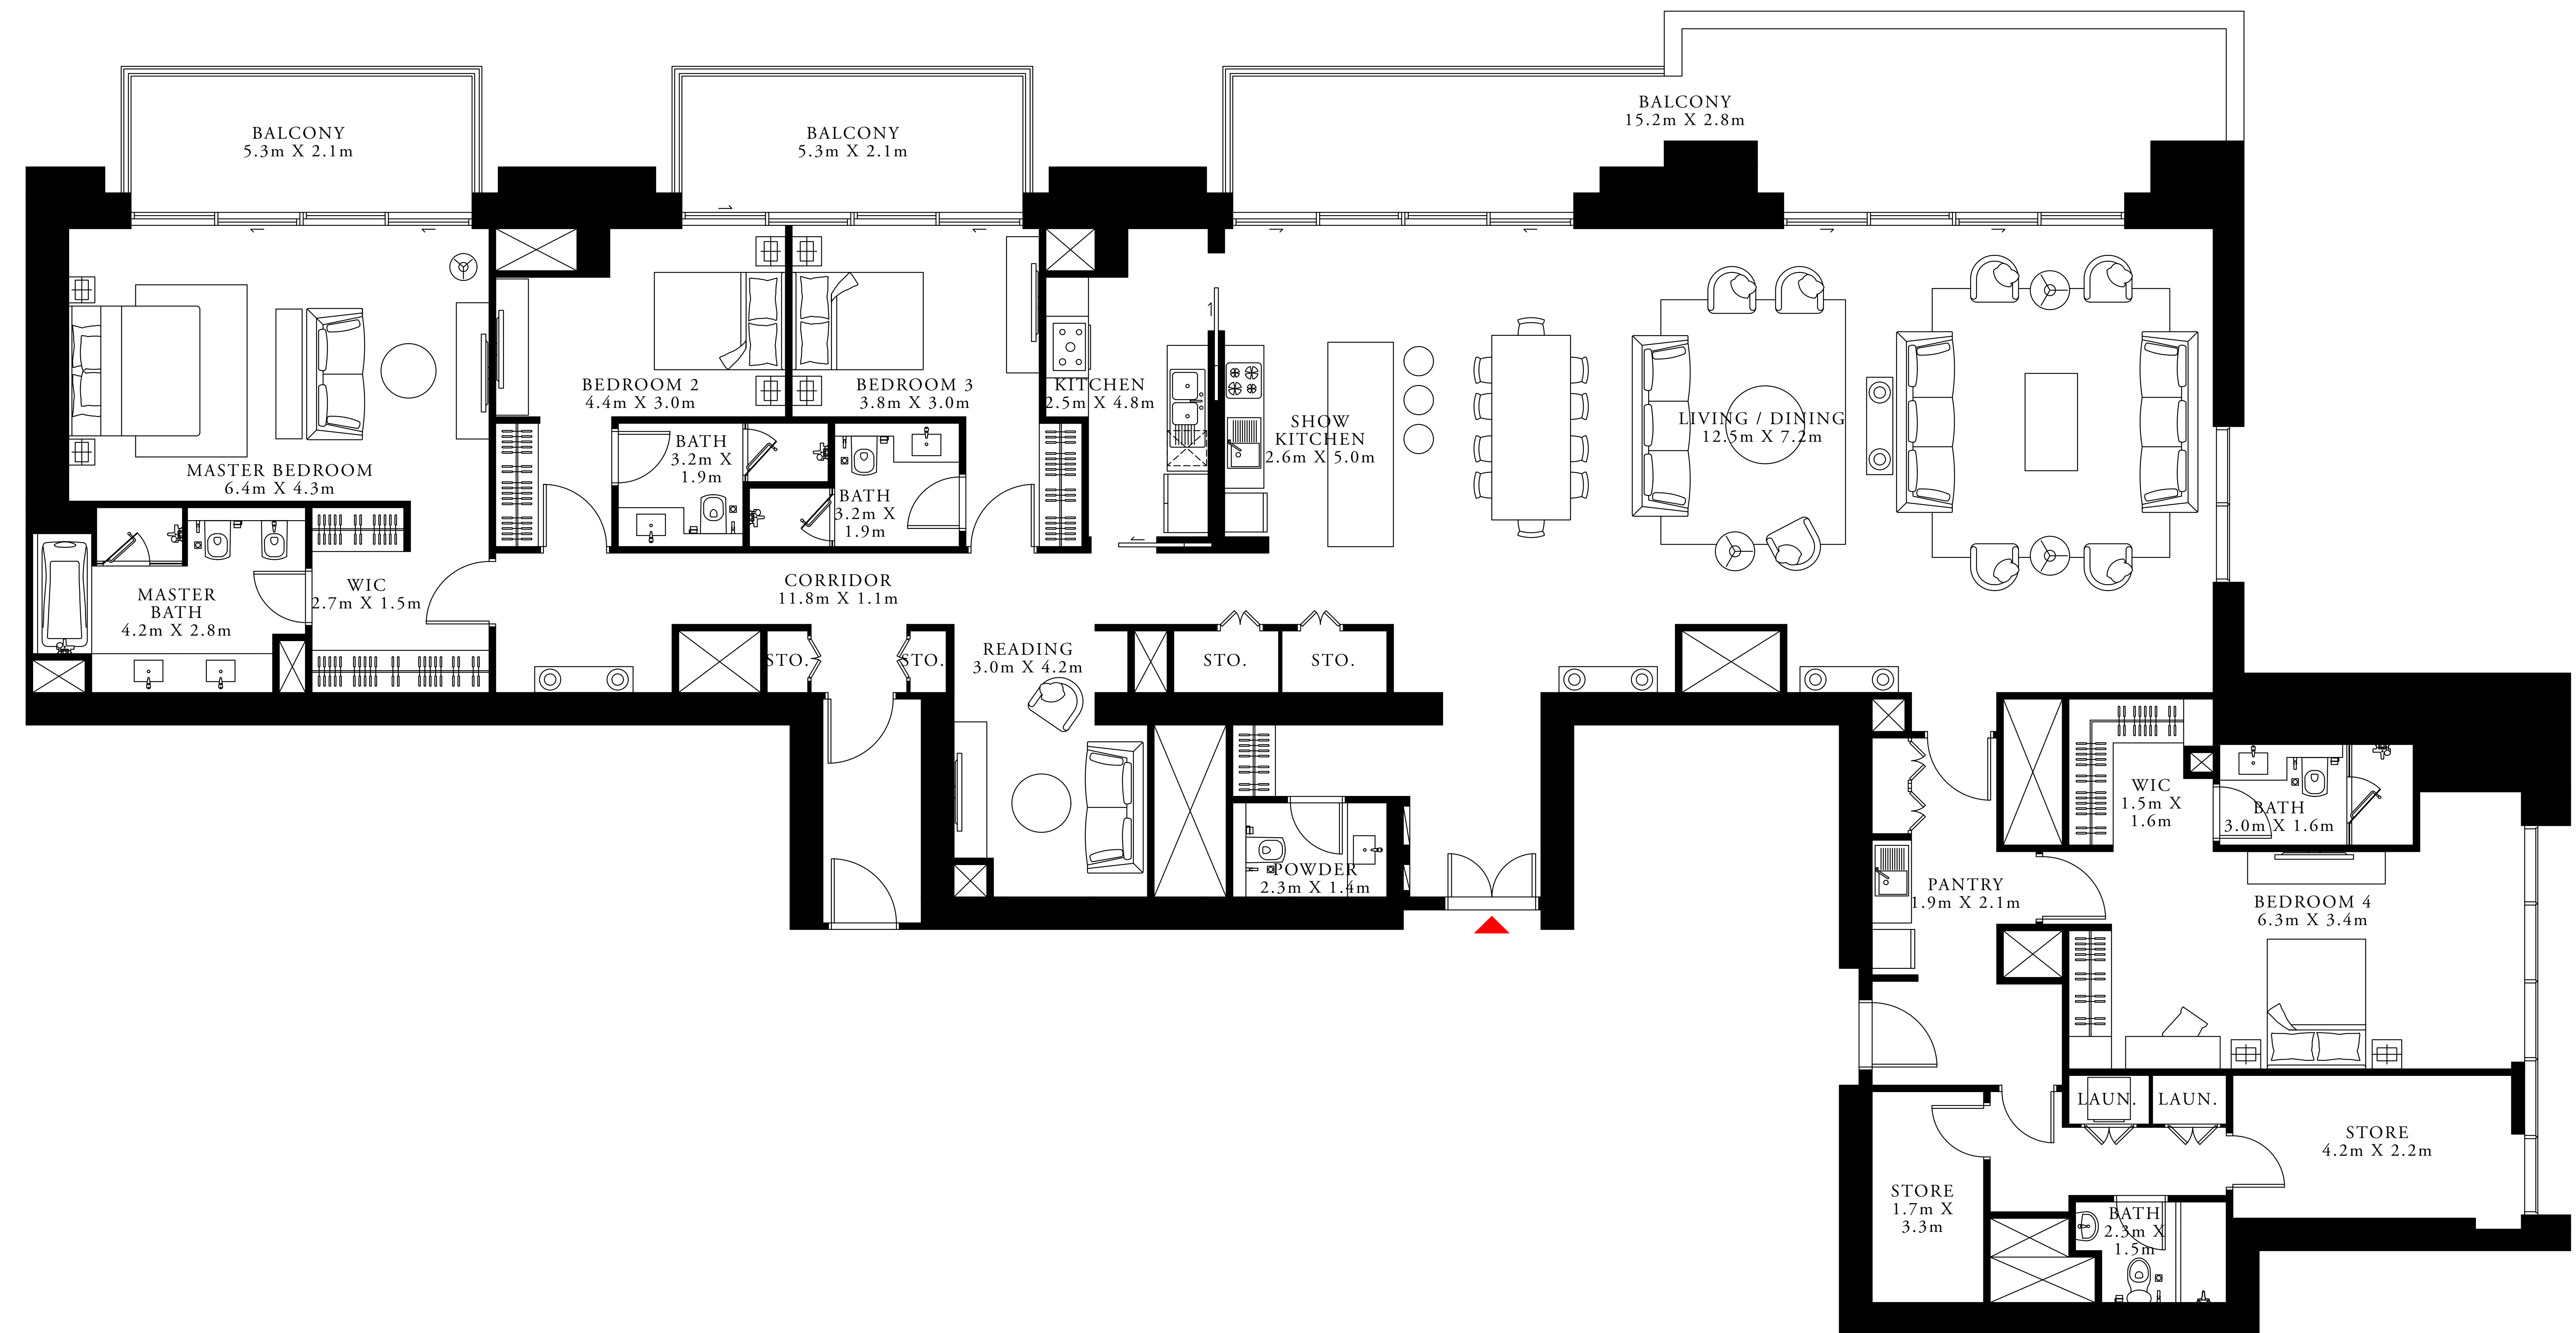 BALCONY
5.3m X 2.1m
BALCONY
5.3m X 2.1m
BALCONY
15.2m X 2.8m
MASTER BEDROOM
6.4m X 4.3m
BEDROOM 2
4.4m X 3.0m
BEDROOM 3
3.8m X 3.0m
KITCHEN
2.5m X 4.8m
SHOW
KITCHEN
2.6m X 5.0m
LIVING / DINING
12.5m X 7.2m
BATH
3.2m X
1.9m
BATH
3.2m X
1.9m
MASTER
BATH
4.2m X 2.8m
WIC
2.7m X 1.5m
CORRIDOR
11.8m X 1.1m
STO.
STO.
READING
3.0m X 4.2m
STO.
STO.
POWDER
2.3m X 1.4m
WIC
1.5m X
1.6m
BATH
3.0m X 1.6m
PANTRY
1.9m X 2.1m
BEDROOM 4
6.3m X 3.4m
LAUN.
LAUN.
STORE
4.2m X 2.2m
STORE
1.7m X
3.3m
BATH
2.3m X
1.5m